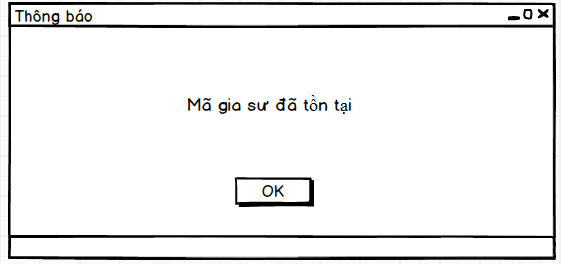 Thông báo
Mã gia sư đã tồn tại
OK